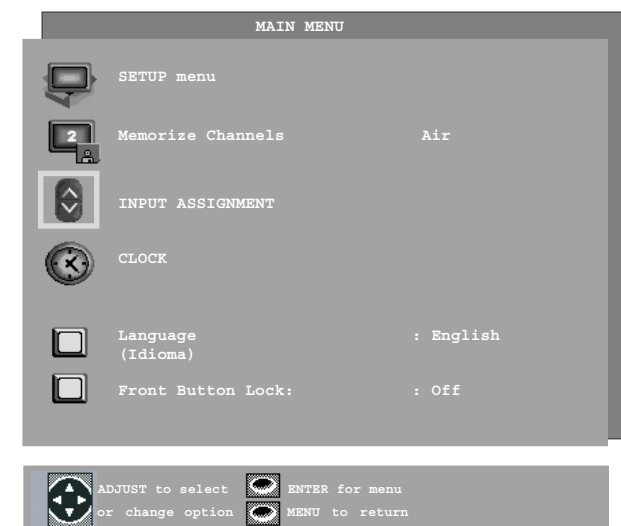 MAIN MENU
SETUP menu
2
Memorize Channels Air
INPUT ASSIGNMENT
CLOCK
Language : English
(Idioma)
Front Button Lock: : Off
ADJUST to select ENTER for menu
or change option MENU to return